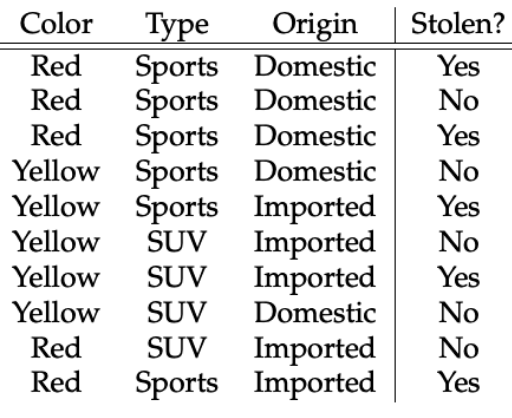 Color Type Origin Stolen?
Red Sports Domestic Yes
Red Sports Domestic No
Red Sports Domestic Yes
Yellow Sports Domestic No
Yellow Sports Imported Yes
Yellow SUV Imported No
Yellow SUV Imported Yes
Yellow SUV Domestic No
Red SUV Imported No
Red Sports Imported Yes